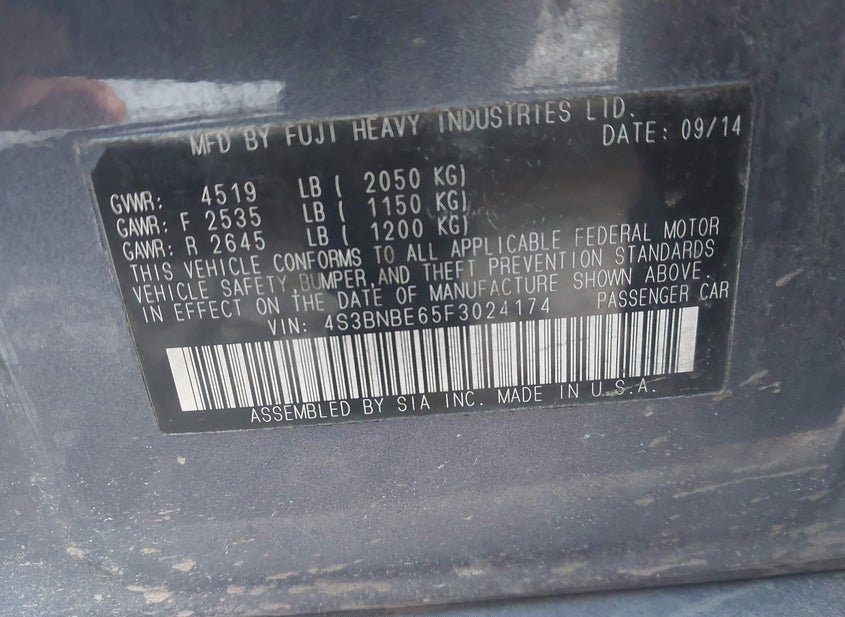 MFD BY FUJI HEAVY INDUSTRIES LTD.
DATE: 09/14
GVWR: 4519 LB ( 2050 KG)
GAWR: F 2535 LB ( 1150 KG)
GAWR: R 2645 LB ( 1200 KG)
THIS VEHICLE CONFORMS TO ALL APPLICABLE FEDERAL MOTOR
VEHICLE SAFETY,BUMPER,AND THEFT PREVENTION STANDARDS
IN EFFECT ON THE DATE OF MANUFACTURE SHOWN ABOVE.
VIN: 4S3BNBE65F3024174 PASSENGER CAR
ASSEMBLED BY SIA INC. MADE IN U.S.A.